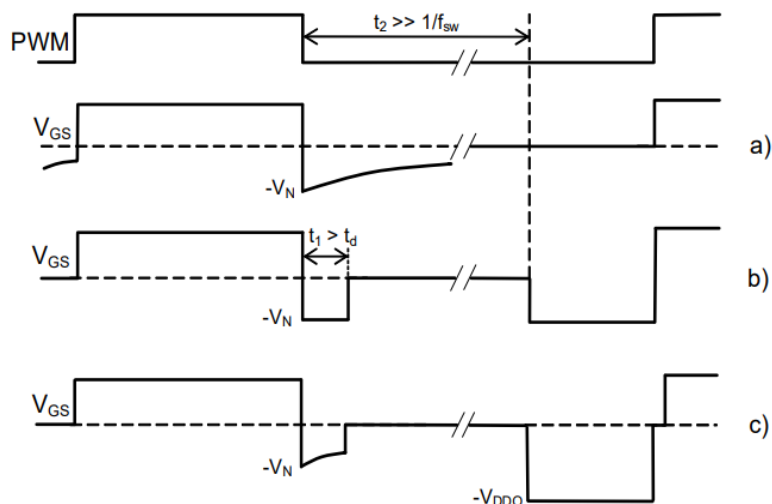 t₂ >> 1/fsw
PWM
VGS
a)
-VN
t₁ > td
VGS
b)
-VN
VGS
c)
-VN
-VDDO